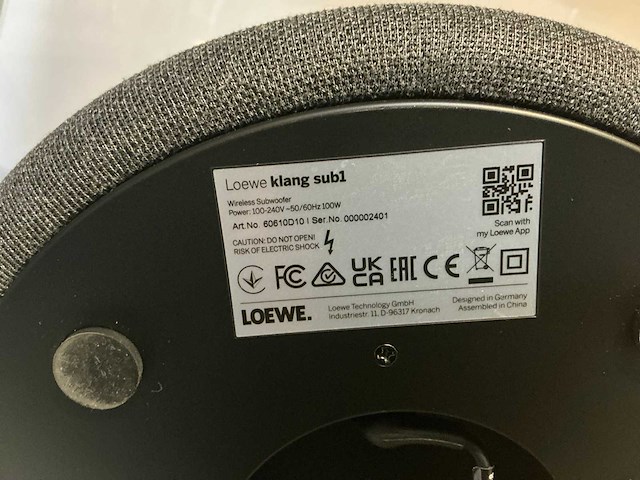 Loewe klang sub1
Wireless Subwoofer
Power: 100-240V ~50/60Hz 100W
Art.No. 60610D10 | Ser.No. 000002401
CAUTION: DO NOT OPEN!
RISK OF ELECTRIC SHOCK
Scan with
my Loewe App
FC UK CA EAC CE
LOEWE.
Loewe Technology GmbH
Industriestr. 11, D-96317 Kronach
Designed in Germany
Assembled in China